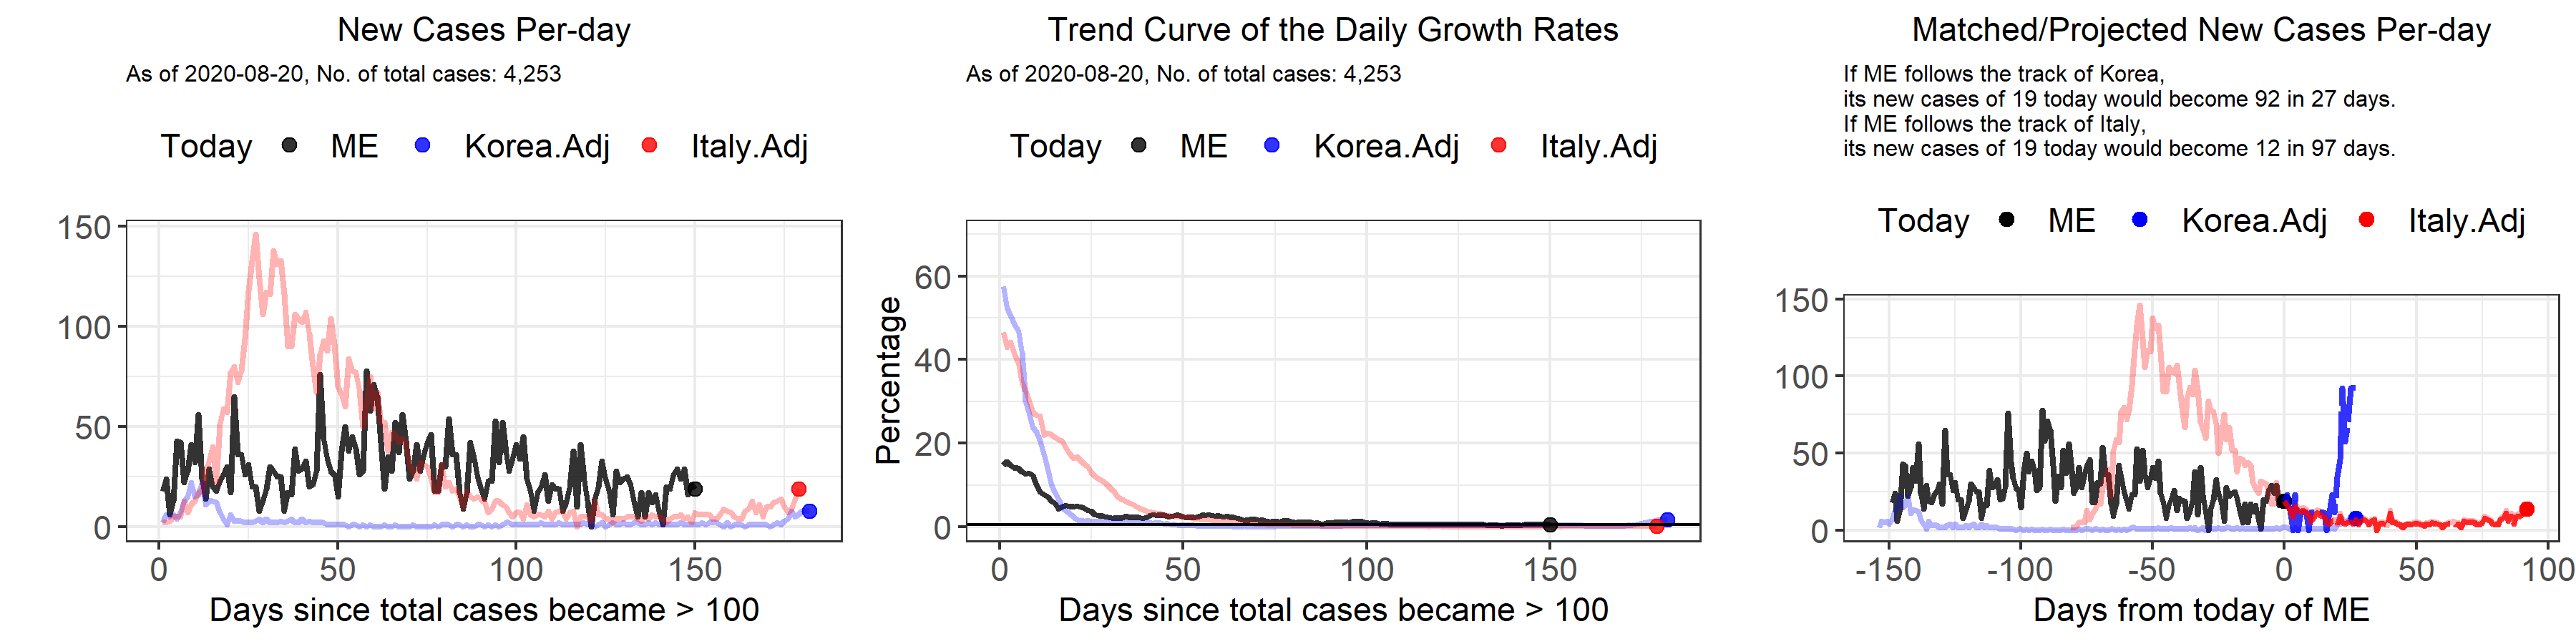 New Cases Per-day
As of 2020-08-20, No. of total cases: 4,253
Today ME Korea.Adj Italy.Adj
150
100
50
0
0 50 100 150
Days since total cases became > 100
Trend Curve of the Daily Growth Rates
As of 2020-08-20, No. of total cases: 4,253
Today ME Korea.Adj Italy.Adj
Percentage
60
40
20
0
0 50 100 150
Days since total cases became > 100
Matched/Projected New Cases Per-day
If ME follows the track of Korea,
its new cases of 19 today would become 92 in 27 days.
If ME follows the track of Italy,
its new cases of 19 today would become 12 in 97 days.
Today ME Korea.Adj Italy.Adj
150
100
50
0
-150 -100 -50 0 50 100
Days from today of ME